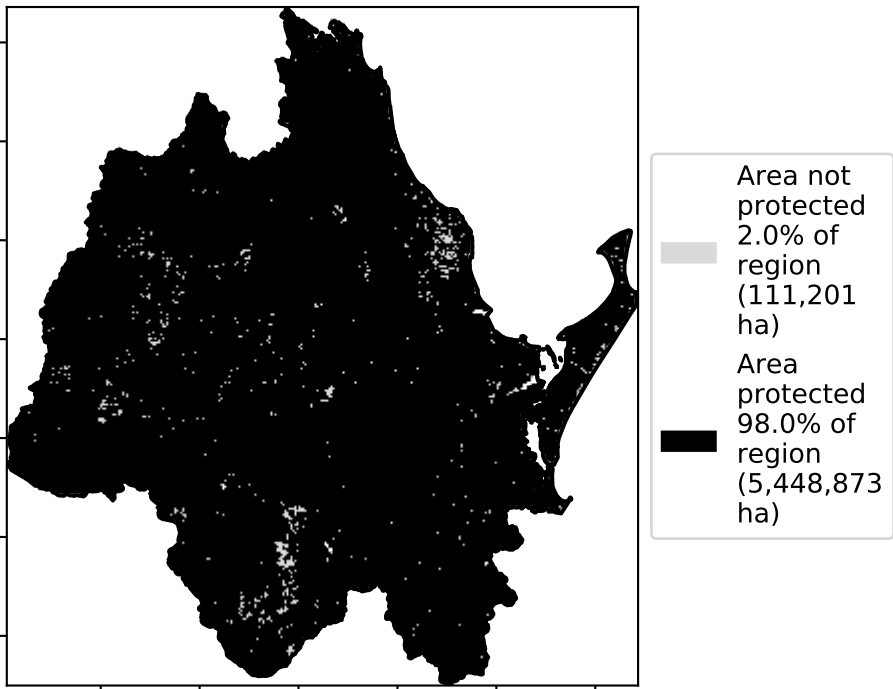 Area not
protected
2.0% of
region
(111,201
ha)
Area
protected
98.0% of
region
(5,448,873
ha)